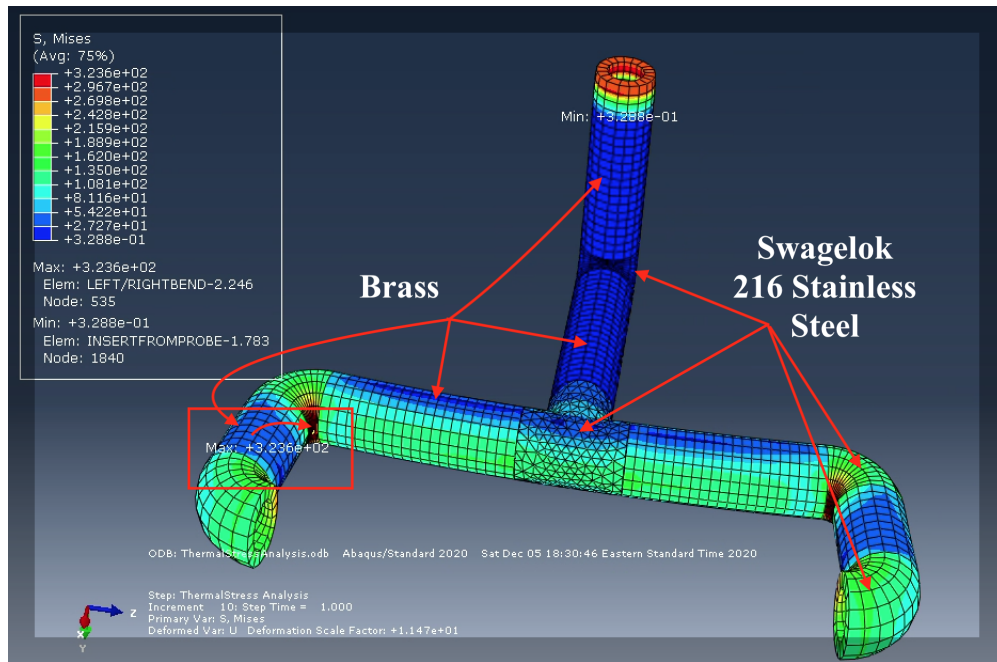 S, Mises
(Avg: 75%)
+3.236e+02
+2.967e+02
+2.698e+02
+2.428e+02
+2.159e+02
+1.889e+02
+1.620e+02
+1.350e+02
+1.081e+02
+8.116e+01
+5.422e+01
+2.727e+01
+3.288e-01
Max: +3.236e+02
Elem: LEFT/RIGHTBEND-2.246
Node: 535
Min: +3.288e-01
Elem: INSERTFROMPROBE-1.783
Node: 1840
Min: +3.288e-01
Brass
Swagelok
216 Stainless
Steel
Max: +3.236e+02
ODB: ThermalStressAnalysis.odb Abaqus/Standard 2020 Sat Dec 05 18:30:46 Eastern Standard Time 2020
Step: ThermalStress Analysis
Increment 10: Step Time = 1.000
Primary Var: S, Mises
Deformed Var: U Deformation Scale Factor: +1.147e+01
Z
X
Y